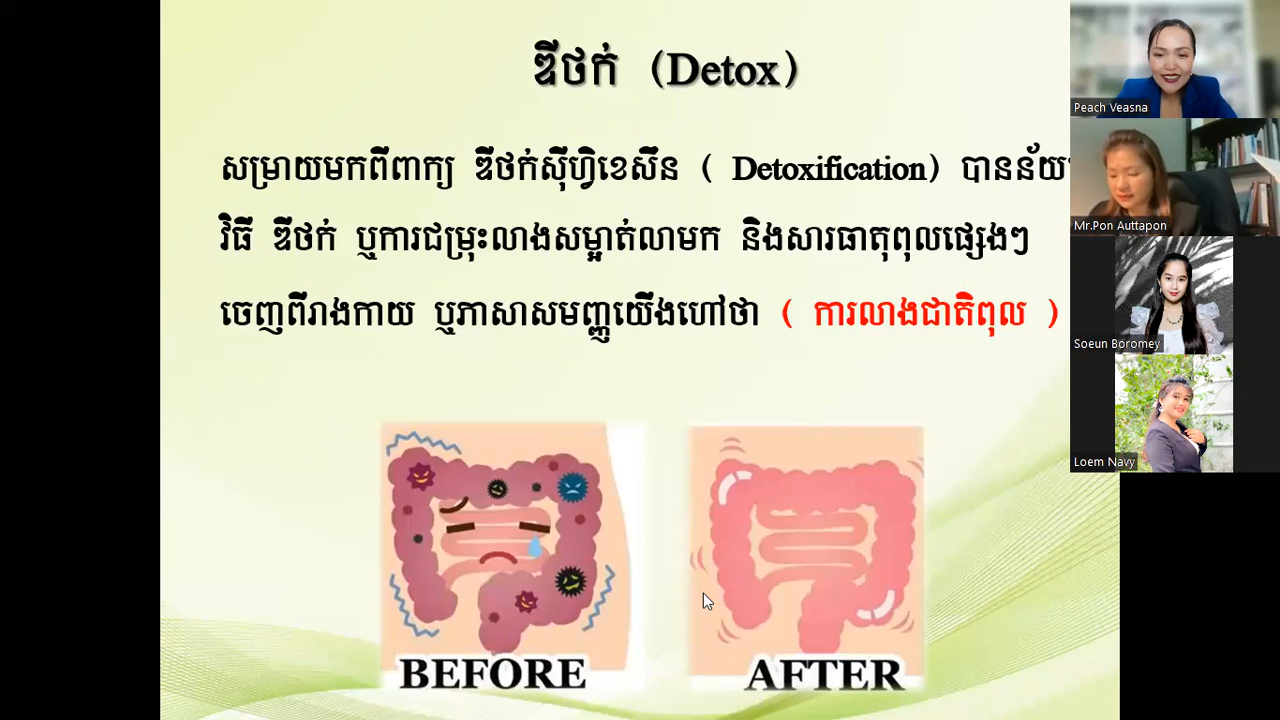 ឌីថក់ (Detox)
សម្រាយមកពីពាក្យ ឌីថក់ស៊ីហ្វិខេសឹន ( Detoxification) បានន័យ
វិធី ឌីថក់ ឬការជម្រុះលាងសម្អាត់លាមក និងសារធាតុពុលផ្សេងៗ
ចេញពីរាងកាយ ឬភាសាសមញ្ញយើងហៅថា ( ការលាងជាតិពុល )
BEFORE
AFTER
Peach Veasna
Mr.Pon Auttapon
Soeun Boromey
Loem Navy